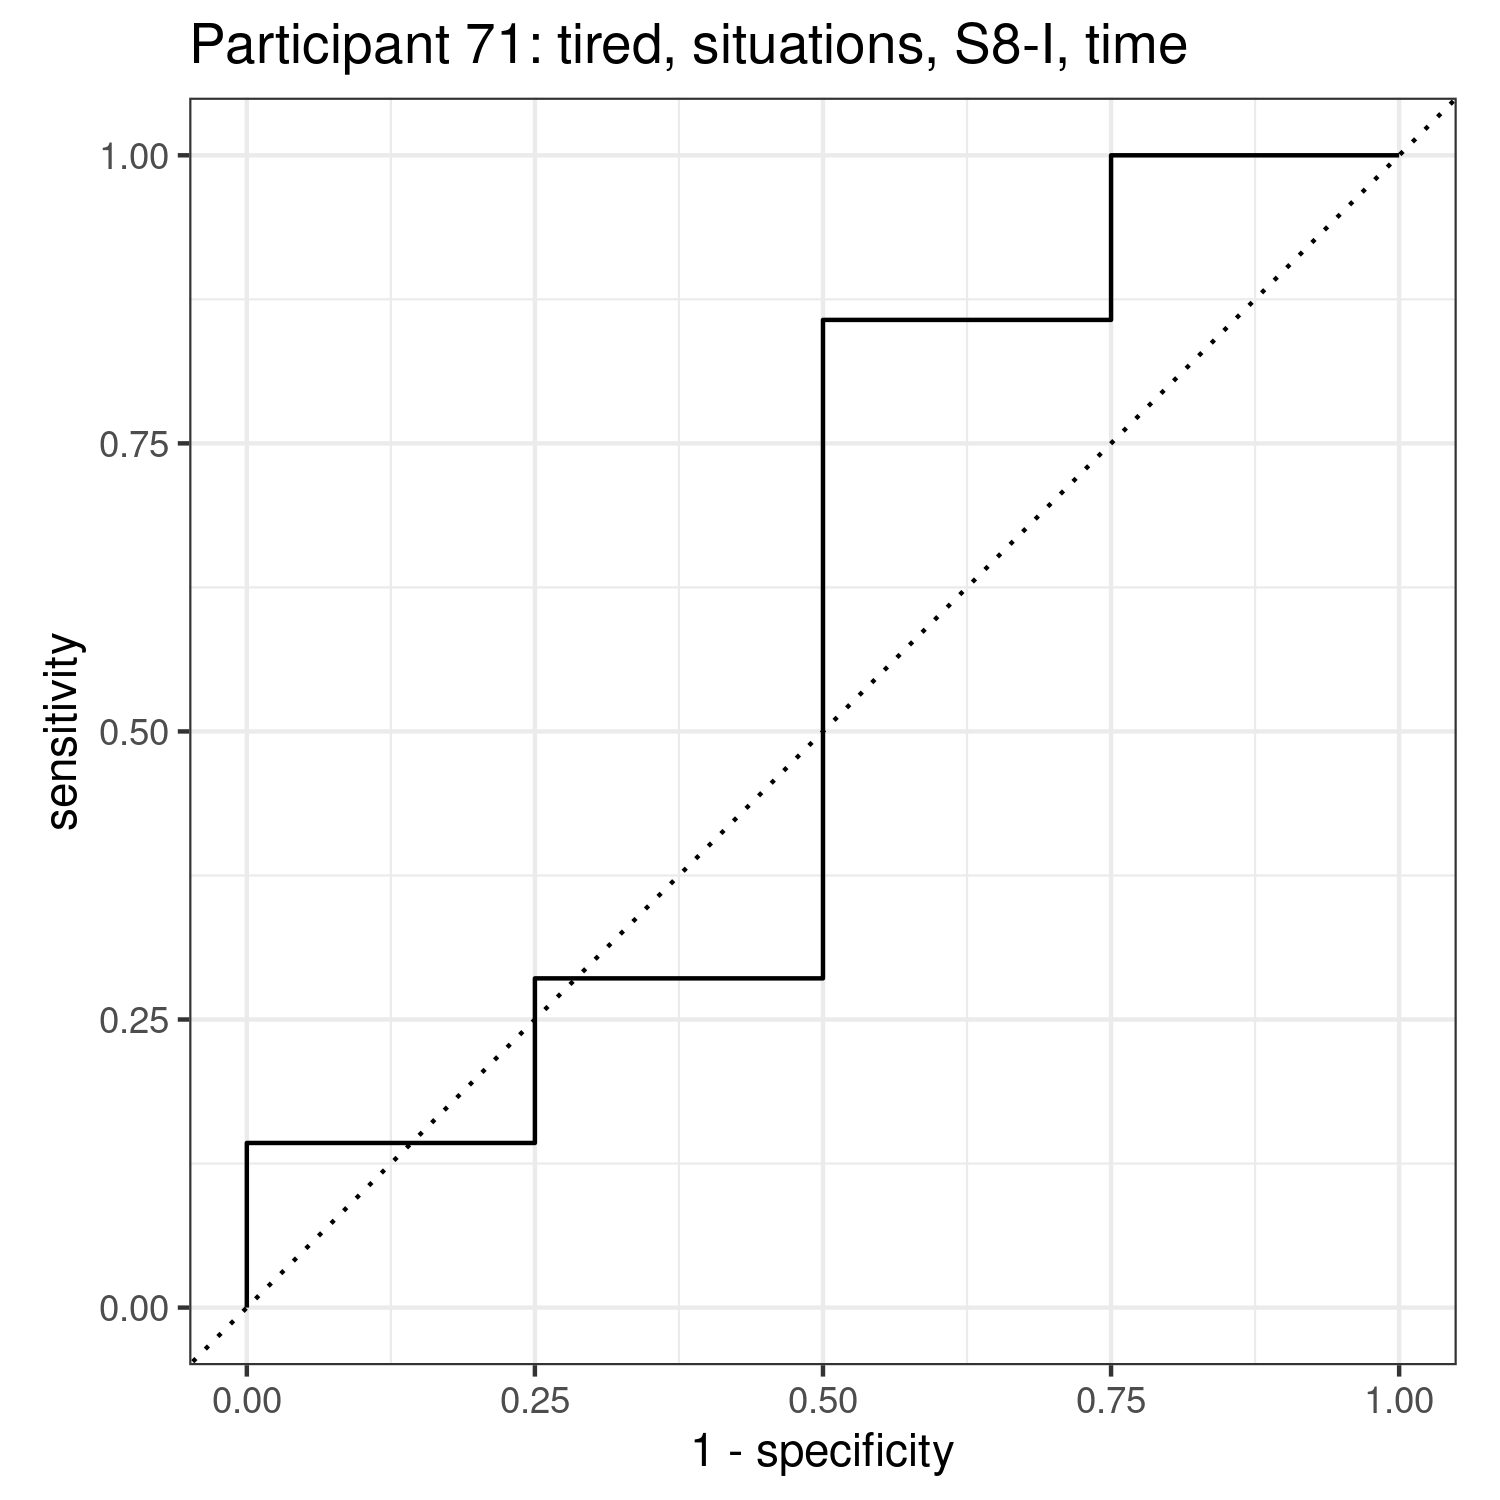 Participant 71: tired, situations, S8-I, time
1.00
0.75
0.50
0.25
0.00
sensitivity
0.00 0.25 0.50 0.75 1.00
1 - specificity